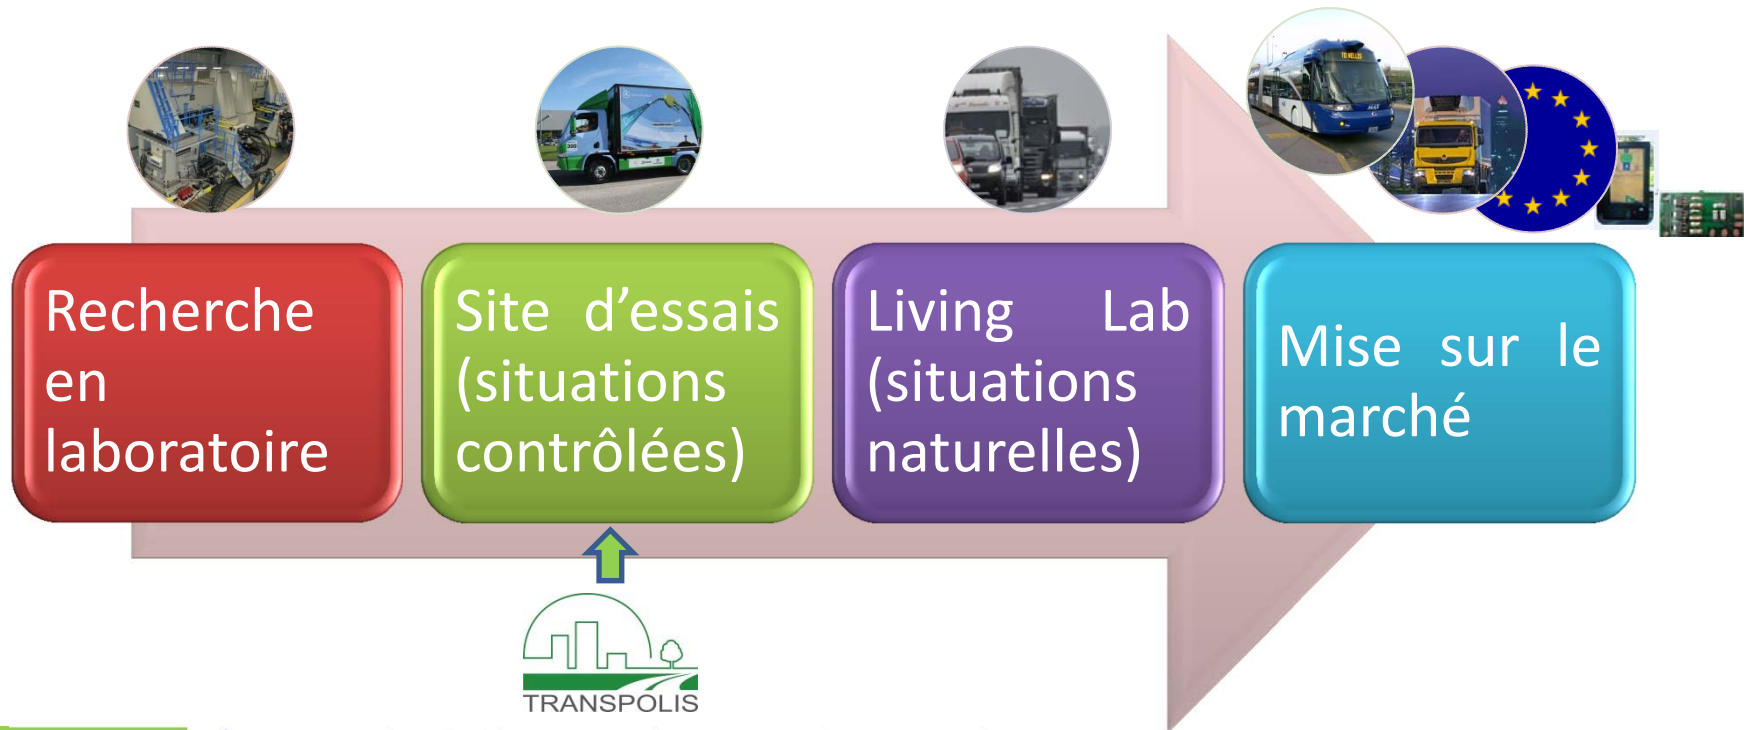 Recherche
en
laboratoire
Site d’essais
(situations
contrôlées)
Living Lab
(situations
naturelles)
Mise sur le
marché
TRANSPOLIS